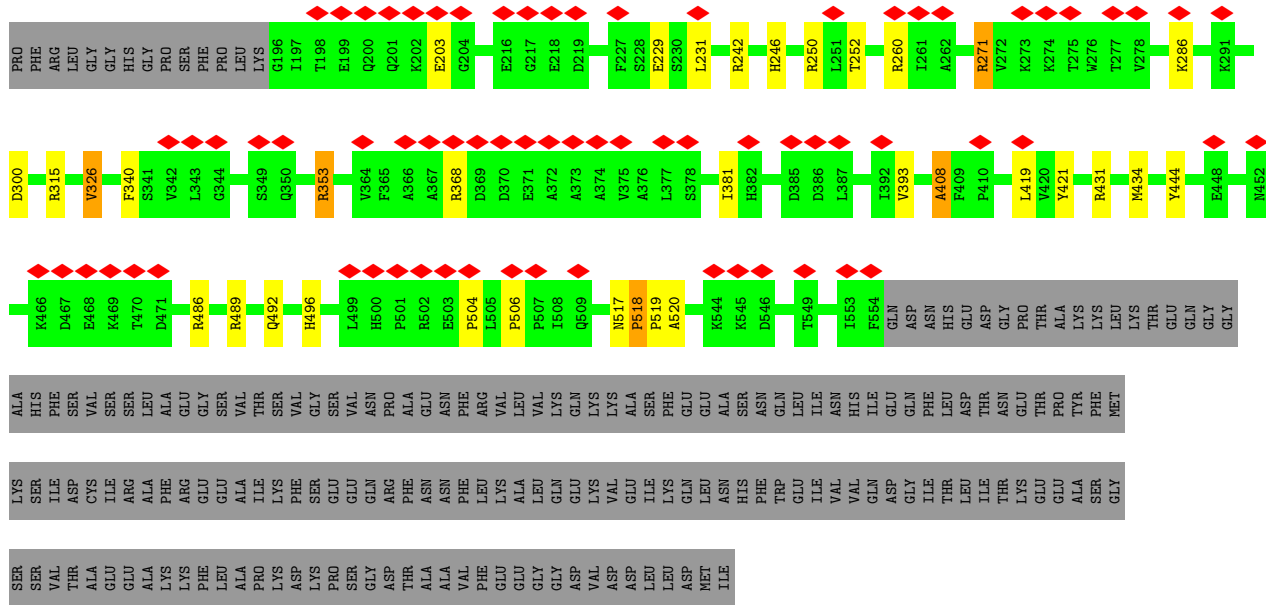 PRO PHE ARG LEU GLY GLY HIS GLY PRO SER PHE PRO LEU LYS G196 I197 T198 E199 Q200 Q201 K202 E203 G204 E216 G217 E218 D219 F227 S228 E229 S230 L231 R242 H246 R250 L251 T252 R260 I261 A262 R271 V272 K273 K274 T275 W276 T277 V278 K286 K291
D300 R315 V326 F340 S341 V342 L343 G344 S349 Q350 R353 V364 F365 A366 A367 R368 D369 D370 E371 A372 A373 A374 V375 A376 L377 S378 I381 H382 D385 D386 L387 I392 V393 A408 F409 P410 L419 V420 Y421 R431 M434 Y444 E448 N452
K466 D467 E468 K469 T470 D471 R486 R489 Q492 H496 L499 H500 P501 R502 E503 P504 L505 P506 P507 I508 Q509 N517 P518 P519 A520 K544 K545 D546 T549 I553 F554 GLN ASP ASN HIS GLU ASP GLY PRO THR ALA LYS LYS LEU LYS THR GLU GLN GLY GLY
ALA HIS PHE SER VAL SER SER LEU ALA GLU GLY SER VAL THR SER VAL GLY SER VAL ASN PRO ALA GLU ASN PHE ARG VAL LEU VAL LYS GLN LYS LYS ALA SER PHE GLU GLU ALA SER ASN GLN LEU ILE ASN HIS ILE GLU GLN PHE LEU ASP THR ASN GLU THR PRO TYR PHE MET
LYS SER ILE ASP CYS ILE ARG ALA PHE ARG GLU GLU ALA ILE LYS PHE SER GLU GLU GLN ARG PHE ASN ASN PHE LEU LYS ALA LEU GLN GLU LYS VAL GLU ILE LYS GLN LEU ASN HIS PHE TRP GLU ILE VAL VAL GLN ASP GLY ILE THR LEU ILE THR LYS GLU GLU ALA SER GLY
SER SER VAL THR ALA GLU GLU ALA LYS LYS PHE LEU ALA PRO LYS ASP LYS PRO SER GLY ASP THR ALA ALA VAL PHE GLU GLU GLY GLY ASP VAL ASP ASP LEU LEU ASP MET ILE